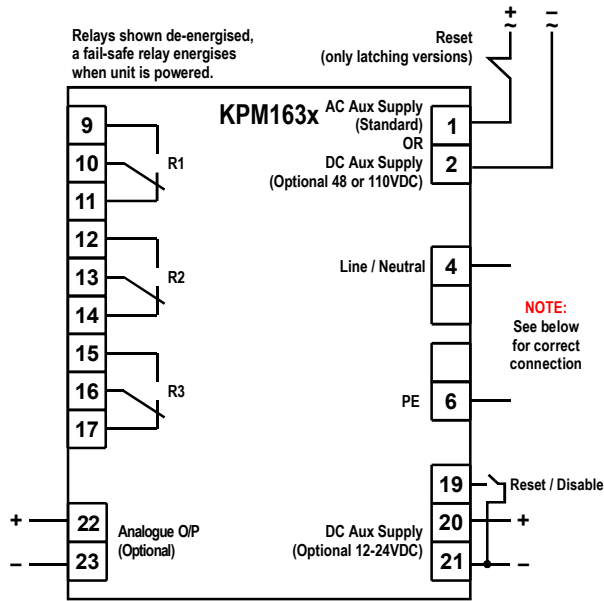 Relays shown de-energised,
a fail-safe relay energises
when unit is powered.
Reset
(only latching versions)
+
~
−
~
KPM163x
AC Aux Supply
(Standard)
OR
DC Aux Supply
(Optional 48 or 110VDC)
1
2
9
10
11
R1
12
13
14
R2
15
16
17
R3
Line / Neutral
4
NOTE:
See below
for correct
connection
PE
6
19
Reset / Disable
20
+
21
−
DC Aux Supply
(Optional 12-24VDC)
+
22
−
23
Analogue O/P
(Optional)